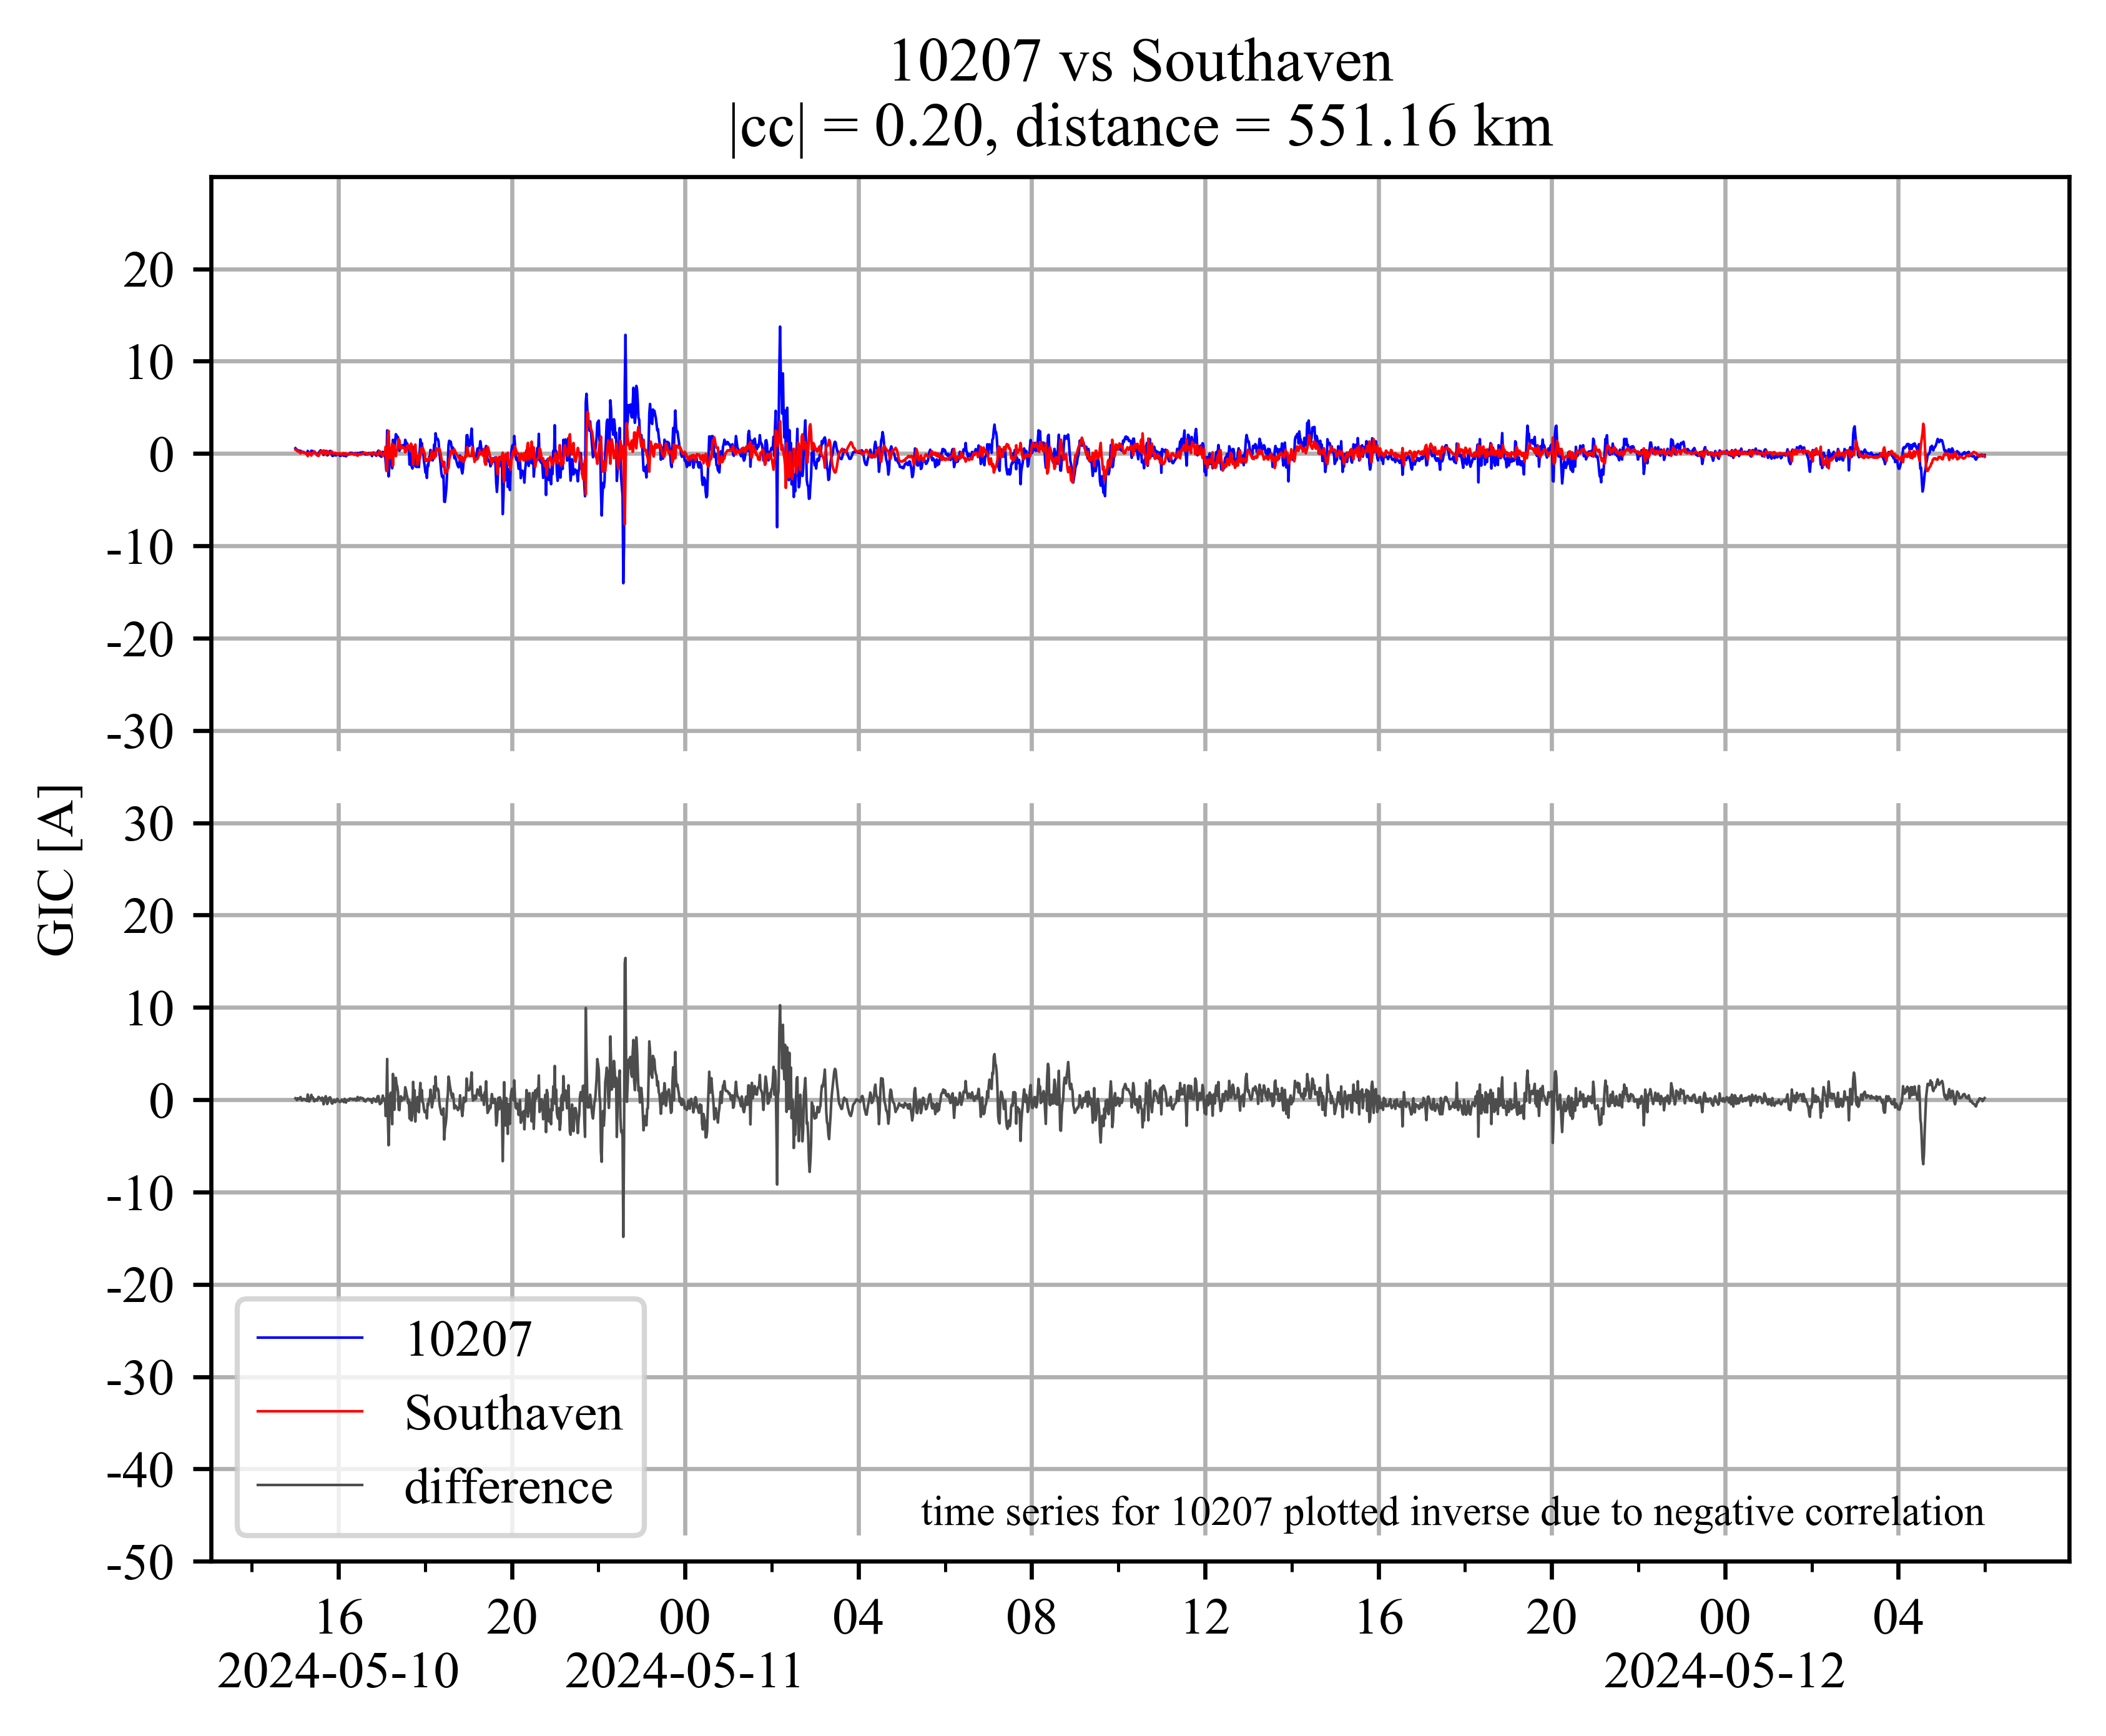 10207 vs Southaven
|cc| = 0.20, distance = 551.16 km
GIC [A]
20
10
0
-10
-20
-30
30
20
10
0
-10
-20
-30
-40
-50
10207
Southaven
difference
time series for 10207 plotted inverse due to negative correlation
16 20 00 04 08 12 16 20 00 04
2024-05-10 2024-05-11 2024-05-12